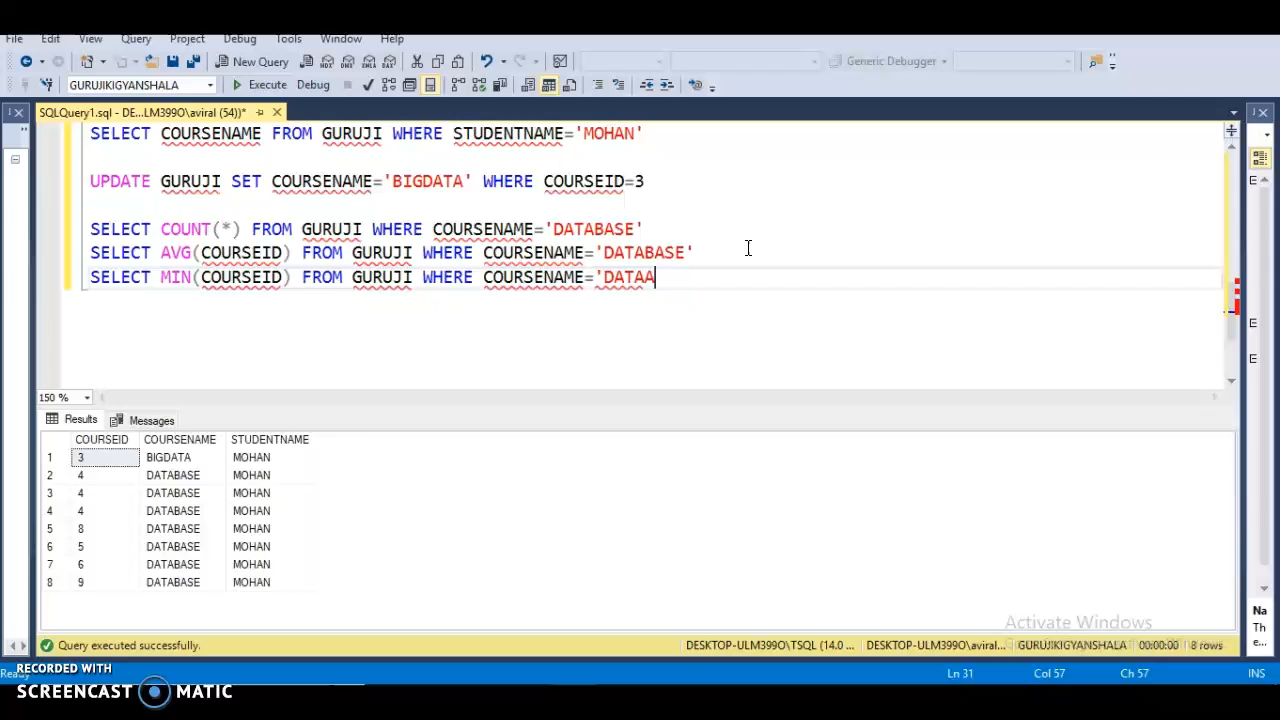 File Edit View Query Project Debug Tools Window Help
New Query Generic Debugger
GURUJIKIGYANSHALA Execute Debug
SQLQuery1.sql - DE...LM399O\aviral (54))*
SELECT COURSENAME FROM GURUJI WHERE STUDENTNAME='MOHAN'
UPDATE GURUJI SET COURSENAME='BIGDATA' WHERE COURSEID=3
SELECT COUNT(*) FROM GURUJI WHERE COURSENAME='DATABASE'
SELECT AVG(COURSEID) FROM GURUJI WHERE COURSENAME='DATABASE'
SELECT MIN(COURSEID) FROM GURUJI WHERE COURSENAME='DATAA
150 %
Results Messages
COURSEID COURSENAME STUDENTNAME
1 3 BIGDATA MOHAN
2 4 DATABASE MOHAN
3 4 DATABASE MOHAN
4 4 DATABASE MOHAN
5 8 DATABASE MOHAN
6 5 DATABASE MOHAN
7 6 DATABASE MOHAN
8 9 DATABASE MOHAN
Na
Th
e...
Activate Windows
Query executed successfully. DESKTOP-ULM399O\TSQL (14.0 ... DESKTOP-ULM399O\aviral... GURUJIKIGYANSHALA 00:00:00 8 rows
Ready Ln 31 Col 57 Ch 57 INS
RECORDED WITH
SCREENCAST MATIC